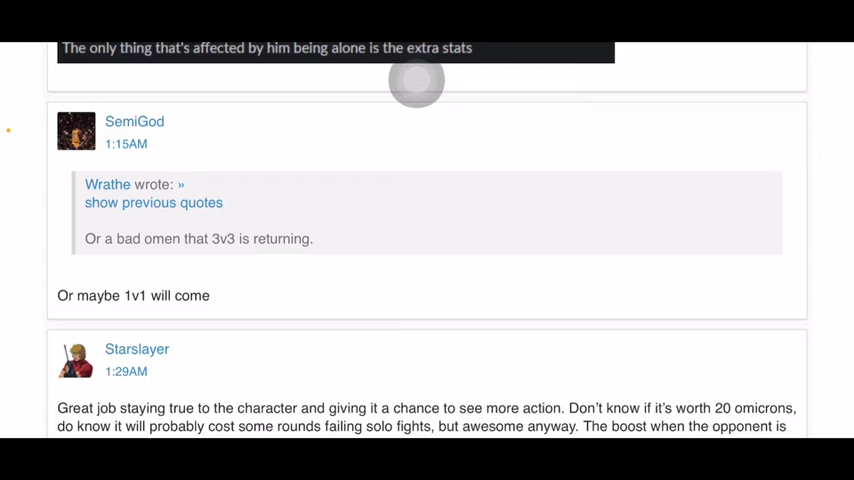 The only thing that's affected by him being alone is the extra stats
SemiGod
1:15AM
Wrathe wrote: »
show previous quotes
Or a bad omen that 3v3 is returning.
Or maybe 1v1 will come
Starslayer
1:29AM
Great job staying true to the character and giving it a chance to see more action. Don't know if it's worth 20 omicrons,
do know it will probably cost some rounds failing solo fights, but awesome anyway. The boost when the opponent is